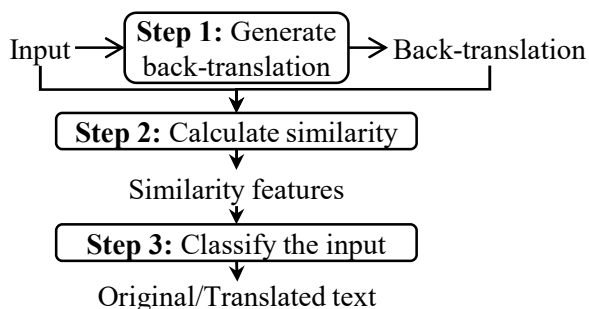 Input
Step 1: Generate
back-translation
Back-translation
Step 2: Calculate similarity
Similarity features
Step 3: Classify the input
Original/Translated text